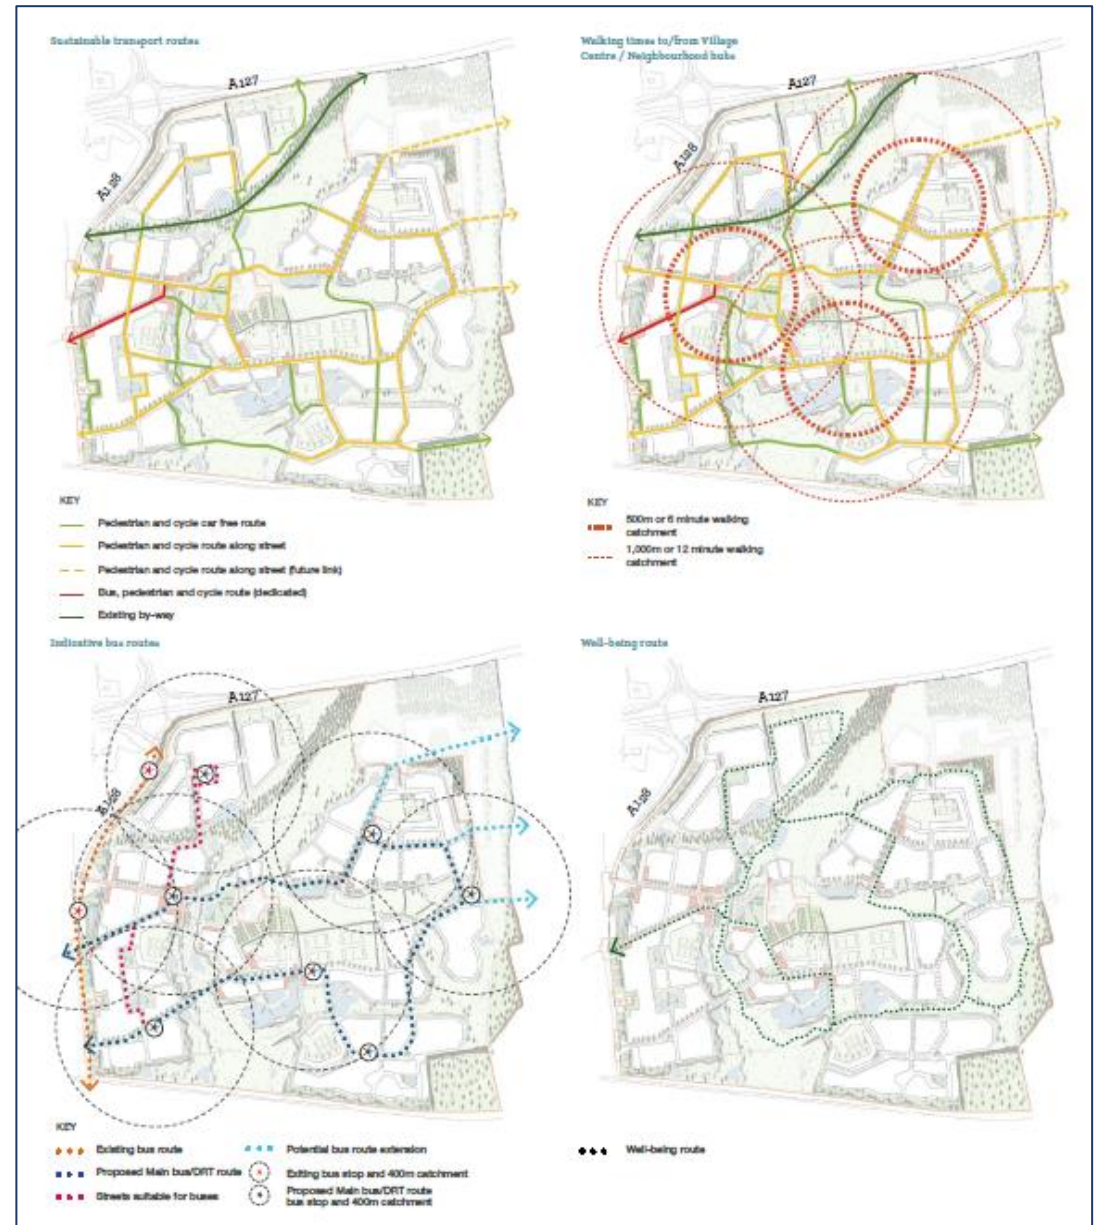 Sustainable transport routes
A127
A128
KEY
Pedestrian and cycle car free route
Pedestrian and cycle route along street
Pedestrian and cycle route along street (future link)
Bus, pedestrian and cycle route (dedicated)
Existing by-way
Walking times to/from Village
Centre / Neighbourhood hubs
A127
A128
KEY
500m or 6 minute walking
catchment
1,000m or 12 minute walking
catchment
Indicative bus routes
A127
A128
KEY
Existing bus route
Proposed Main bus/DRT route
Streets suitable for buses
Potential bus route extension
Exiting bus stop and 400m catchment
Proposed Main bus/DRT route
bus stop and 400m catchment
Well-being route
A127
A128
Well-being route